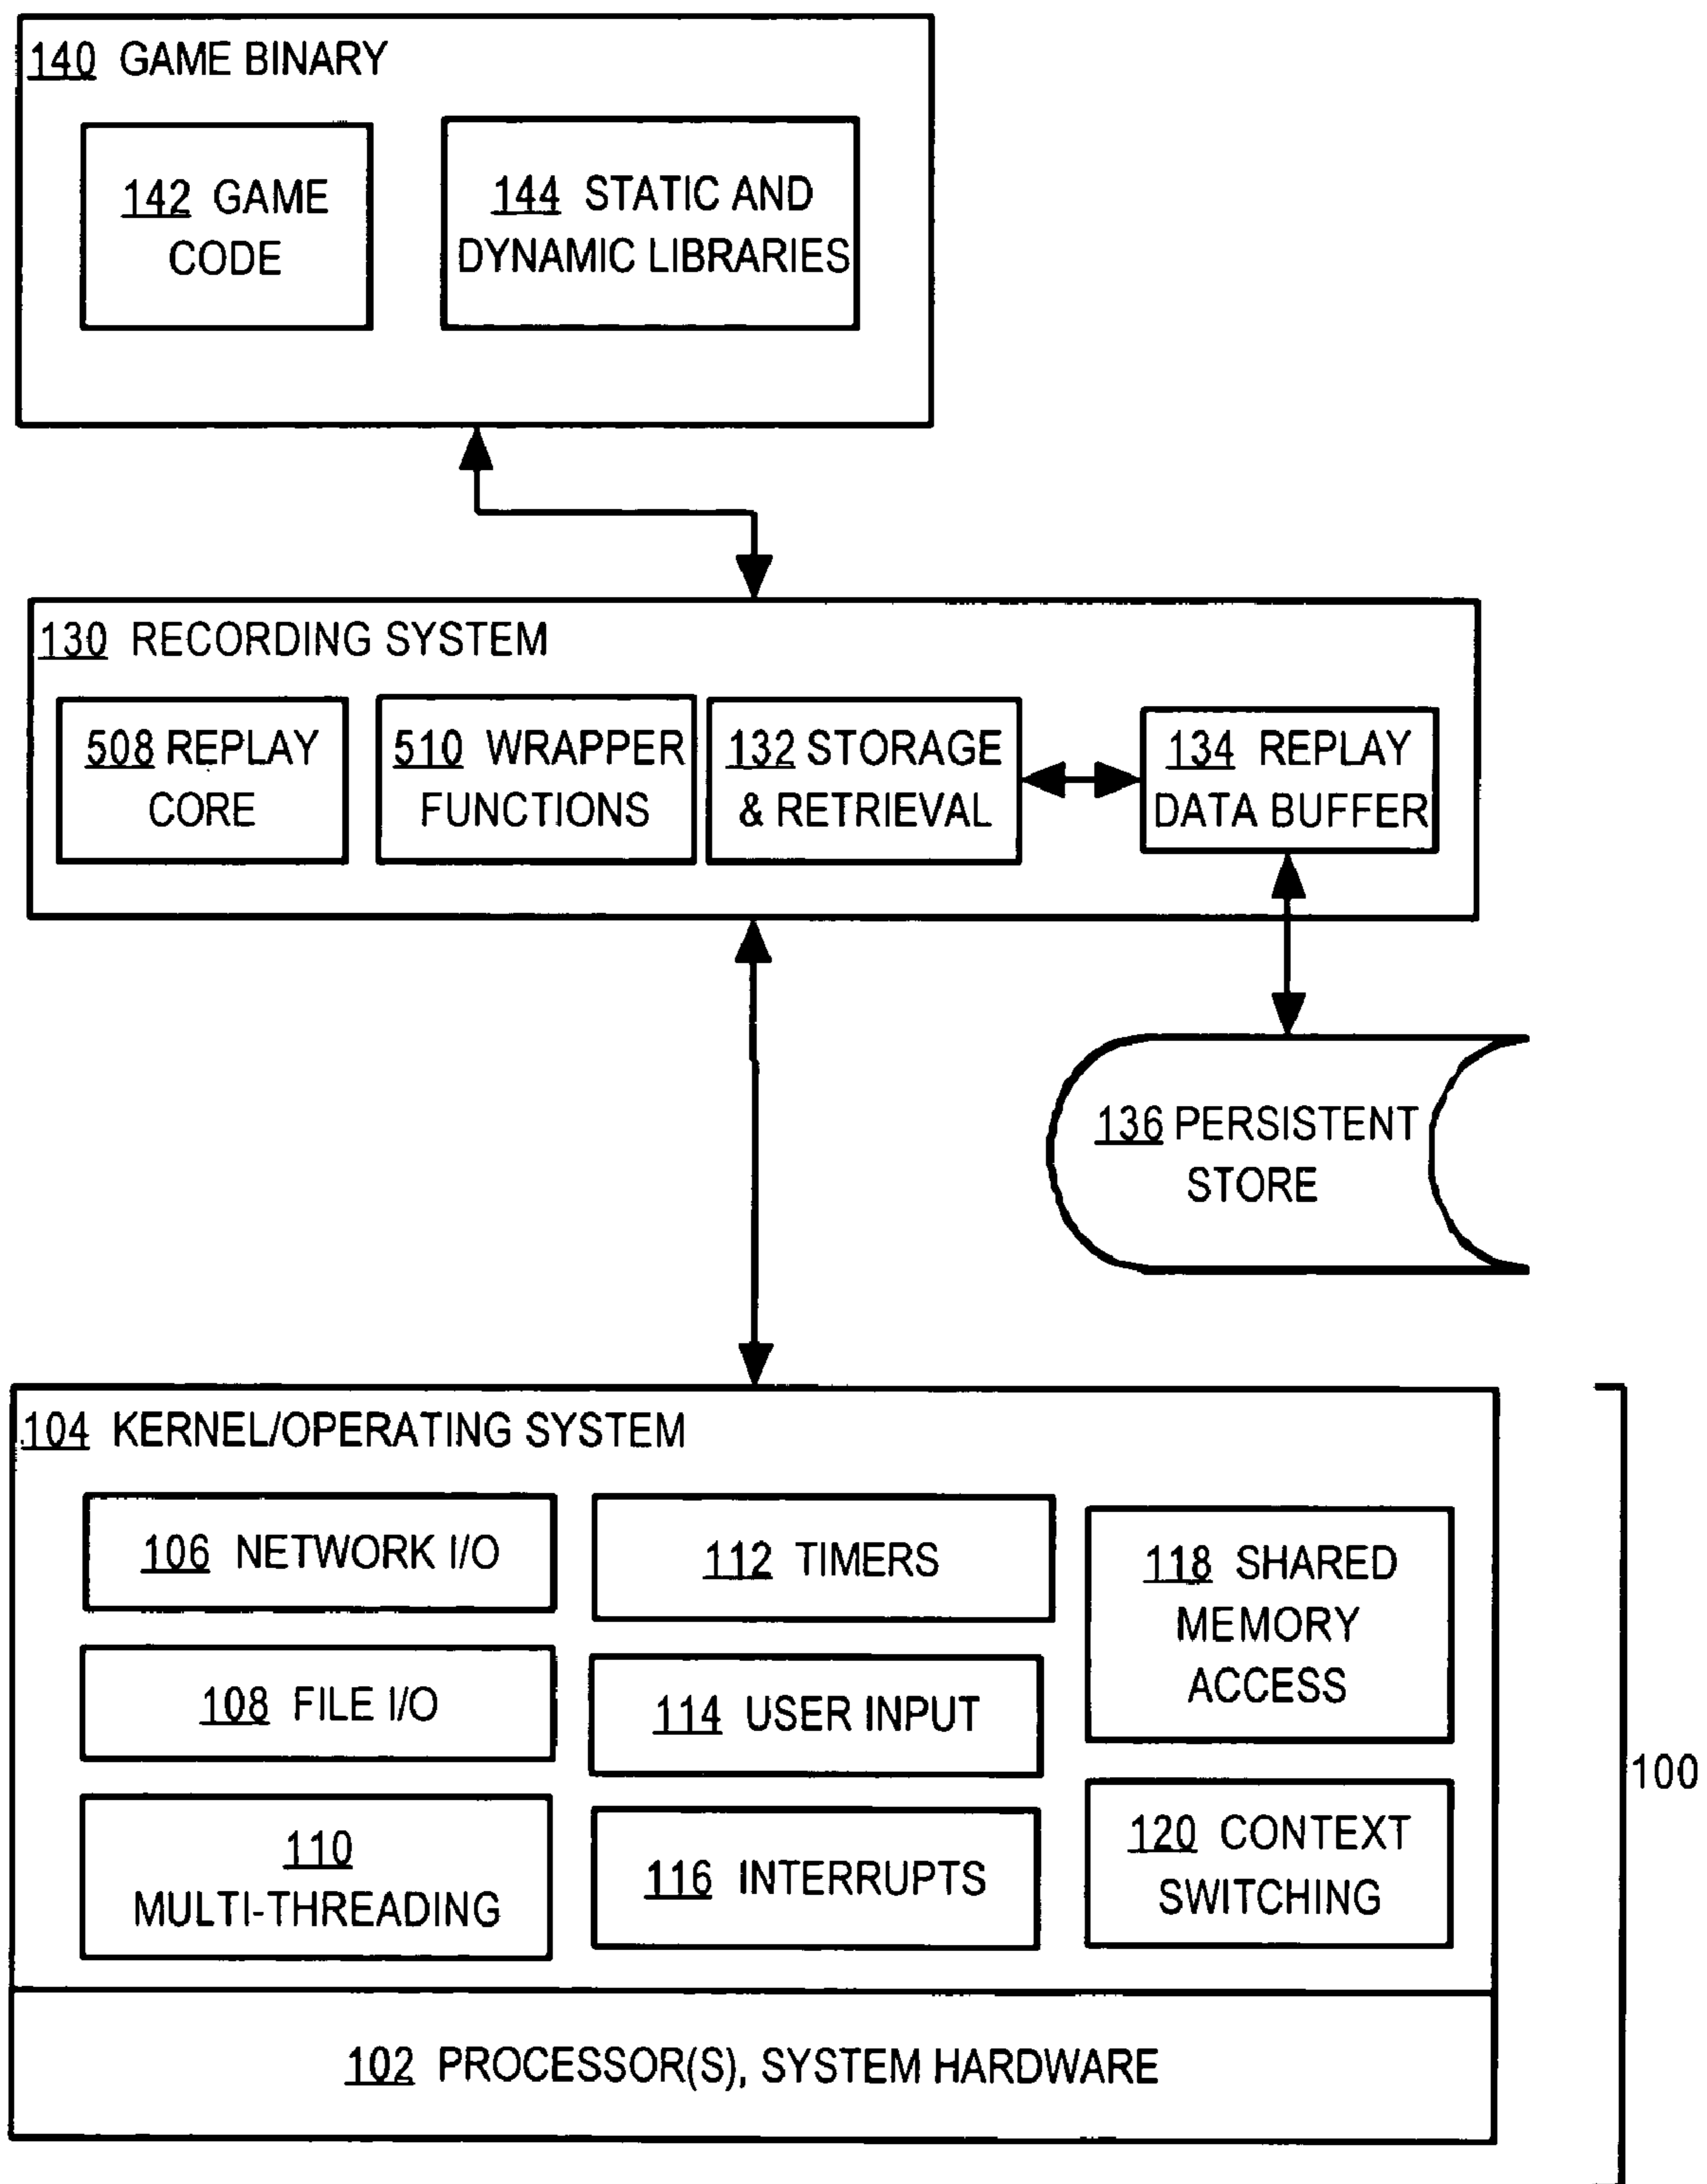 140 GAME BINARY
142 GAME
CODE
144 STATIC AND
DYNAMIC LIBRARIES
130 RECORDING SYSTEM
508 REPLAY
CORE
510 WRAPPER
FUNCTIONS
132 STORAGE
& RETRIEVAL
134 REPLAY
DATA BUFFER
136 PERSISTENT
STORE
104 KERNEL/OPERATING SYSTEM
106 NETWORK I/O
112 TIMERS
118 SHARED
MEMORY
ACCESS
108 FILE I/O
114 USER INPUT
110
MULTI-THREADING
116 INTERRUPTS
120 CONTEXT
SWITCHING
100
102 PROCESSOR(S), SYSTEM HARDWARE